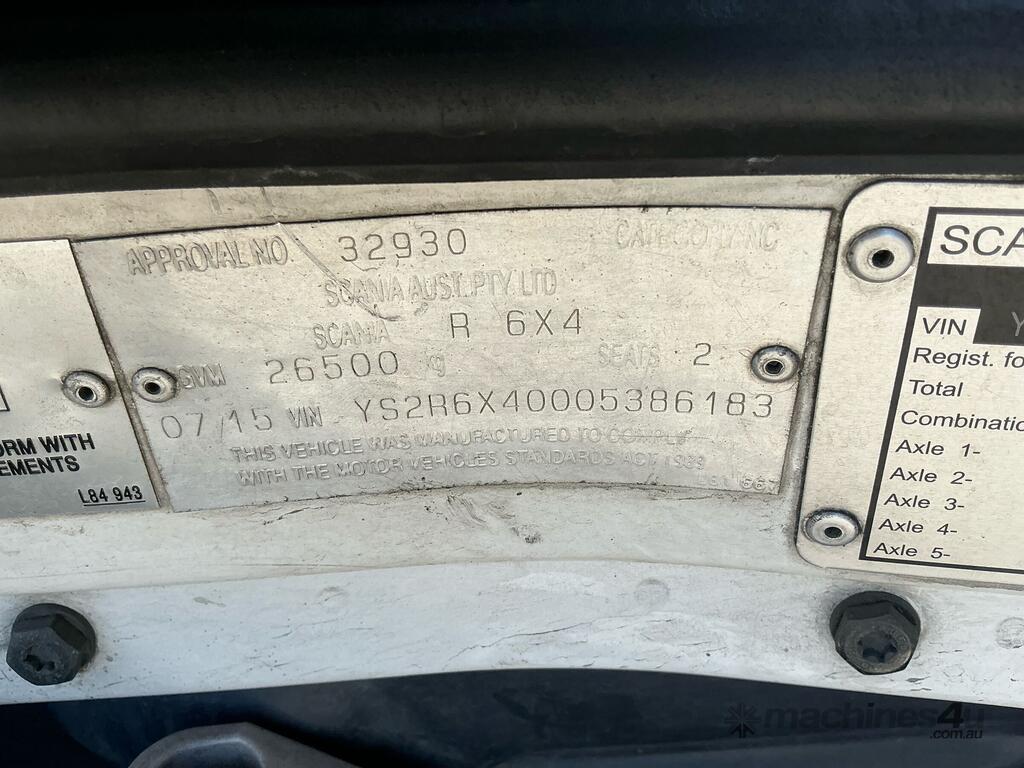 APPROVAL NO 32930 CATEGORY NC
SCANIA AUST. PTY. LTD
SCANIA R 6X4
GVM 26500 kg SEATS 2
07/15 VIN YS2R6X40005386183
THIS VEHICLE WAS MANUFACTURED TO COMPLY
WITH THE MOTOR VEHICLES STANDARDS ACT 1989
ORM WITH
EMENTS
L84 943
SCA
VIN Y
Regist. fo
Total
Combinatio
Axle 1-
Axle 2-
Axle 3-
Axle 4-
Axle 5-
machines4u
.com.au